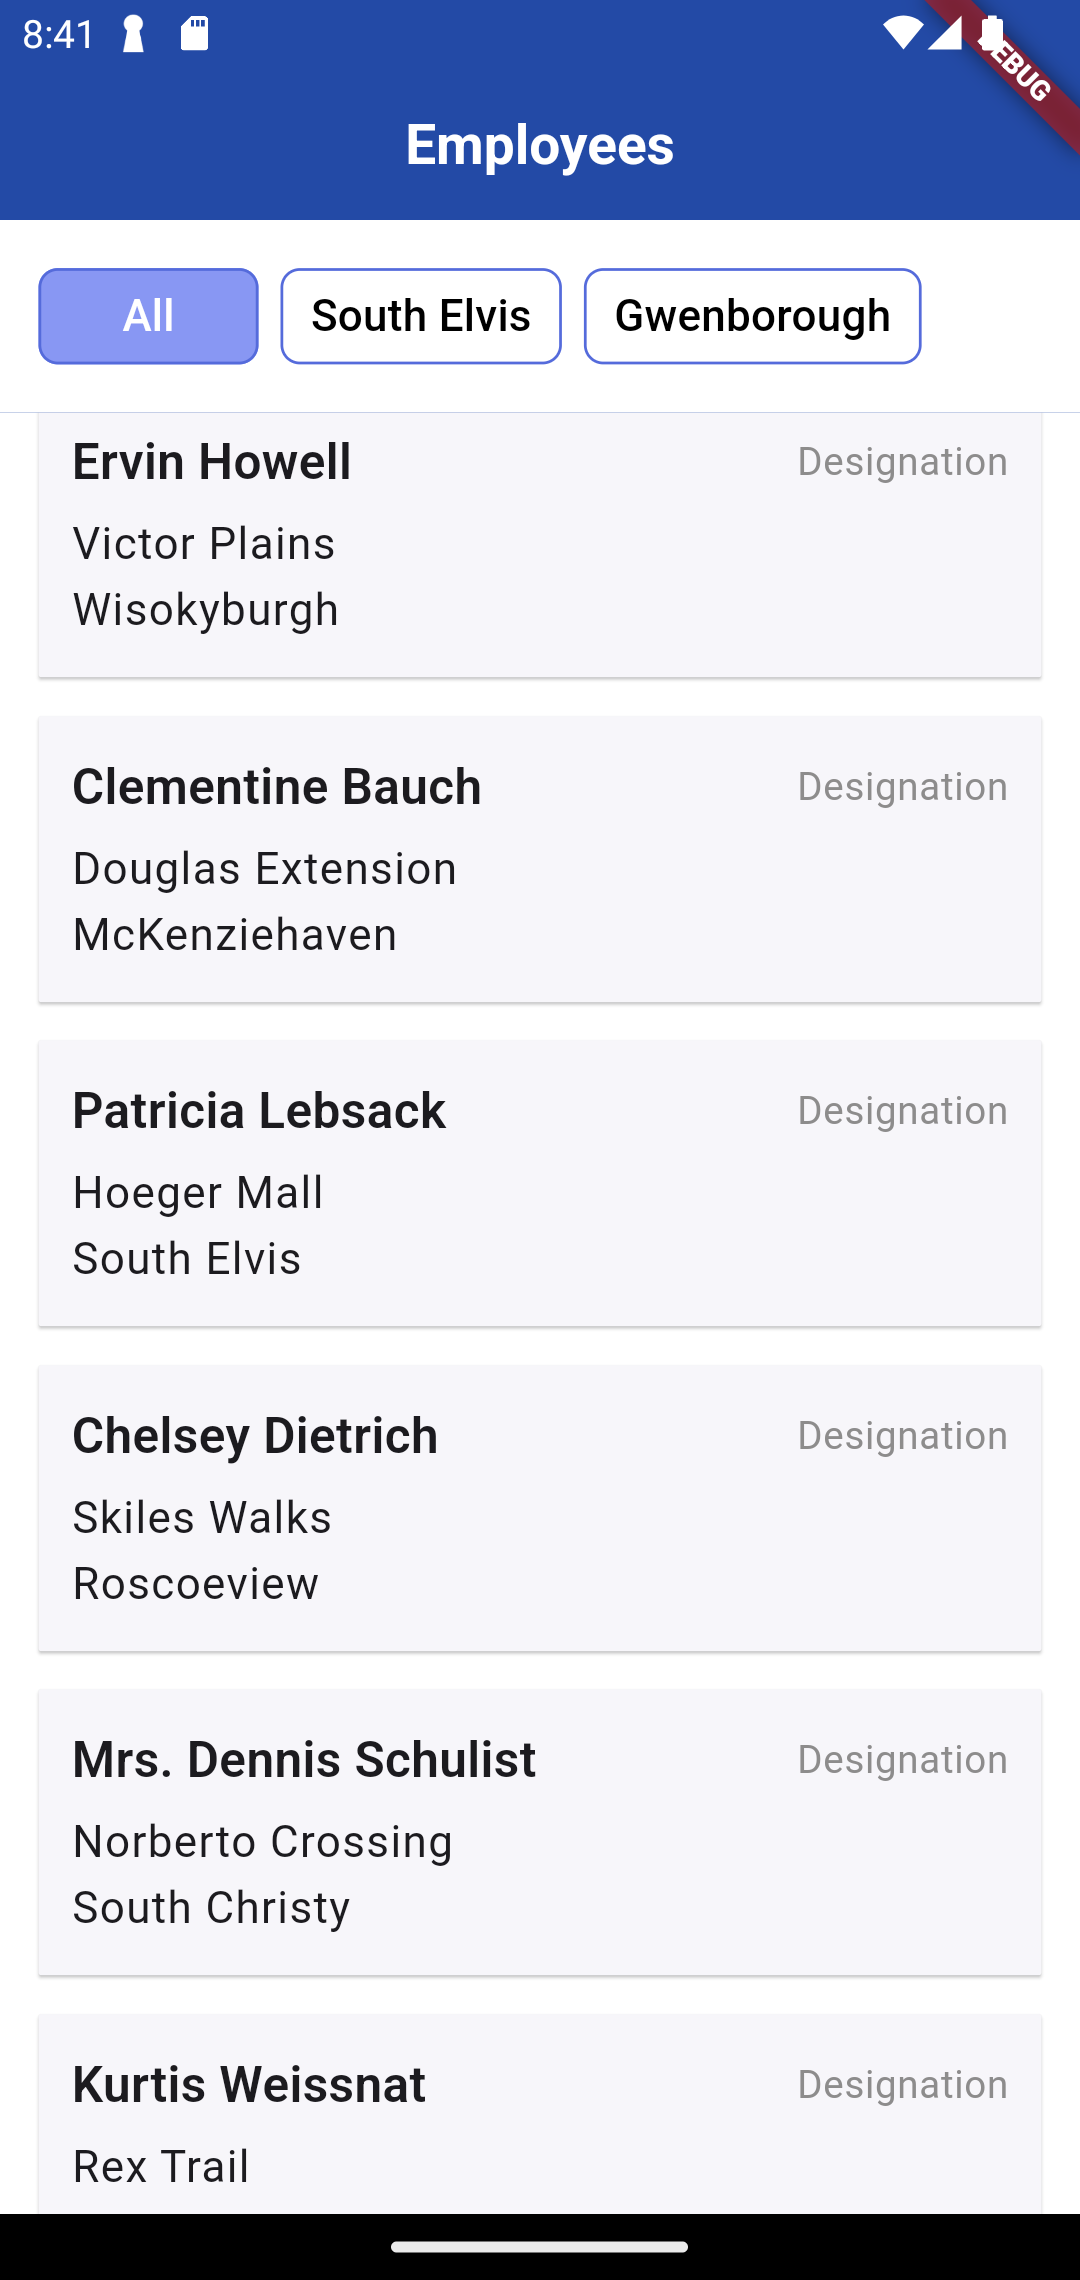 8:41
EBUG
Employees
All South Elvis Gwenborough
Ervin Howell Designation
Victor Plains
Wisokyburgh
Clementine Bauch Designation
Douglas Extension
McKenziehaven
Patricia Lebsack Designation
Hoeger Mall
South Elvis
Chelsey Dietrich Designation
Skiles Walks
Roscoeview
Mrs. Dennis Schulist Designation
Norberto Crossing
South Christy
Kurtis Weissnat Designation
Rex Trail